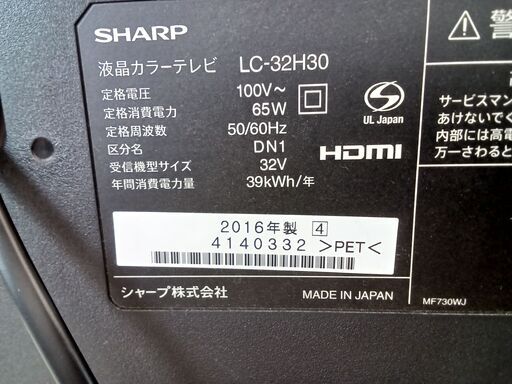 SHARP
液晶カラーテレビ LC-32H30
定格電圧 100V~
定格消費電力 65W
定格周波数 50/60Hz
区分名 DN1
受信機型サイズ 32V
年間消費電力量 39kWh/年
UL Japan
HDMI
2016年製 4
4140332 >PET<
シャープ株式会社 MADE IN JAPAN
MF730WJ
警
サービスマン
あけないでく
内部には高電
万一さわると